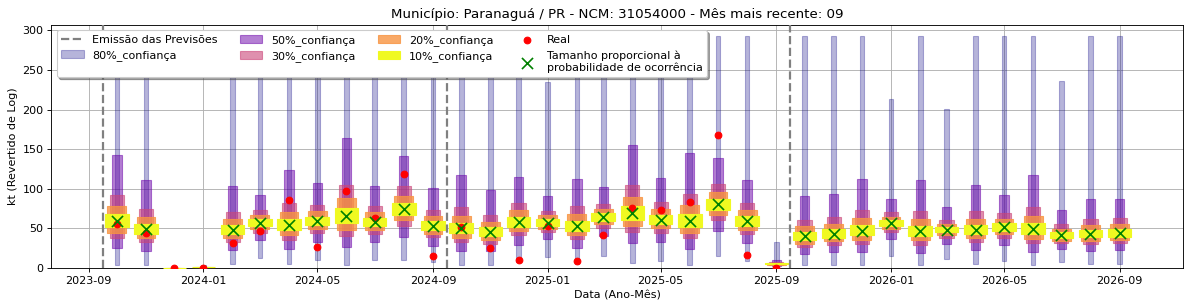 Município: Paranaguá / PR - NCM: 31054000 - Mês mais recente: 09
kt (Revertido de Log)
300
250
200
150
100
50
0
Emissão das Previsões
80%_confiança
50%_confiança
30%_confiança
20%_confiança
10%_confiança
Real
Tamanho proporcional à
probabilidade de ocorrência
2023-09
2024-01
2024-05
2024-09
2025-01
2025-05
2025-09
2026-01
2026-05
2026-09
Data (Ano-Mês)